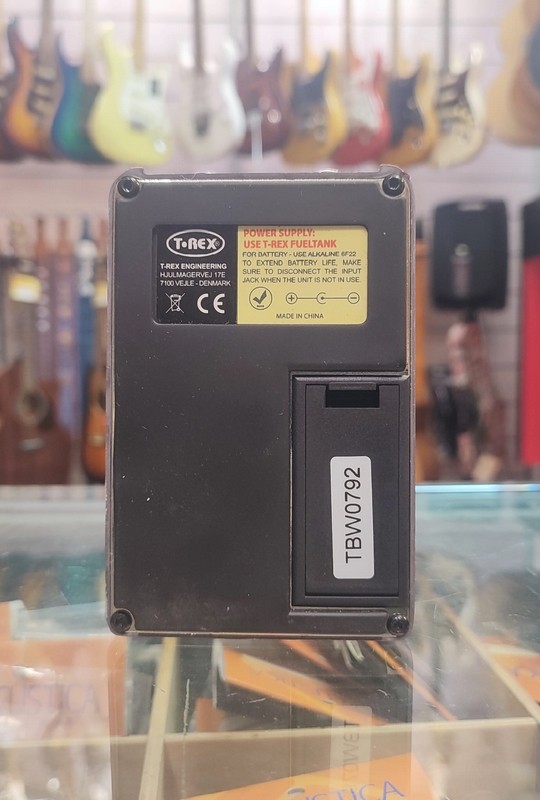 T-REX®
T-REX ENGINEERING
HJULMAGERVEJ 17E
7100 VEJLE - DENMARK
CE
POWER SUPPLY:
USE T-REX FUELTANK
FOR BATTERY - USE ALKALINE 6F22
TO EXTEND BATTERY LIFE, MAKE
SURE TO DISCONNECT THE INPUT
JACK WHEN THE UNIT IS NOT IN USE.
MADE IN CHINA
TBW0792